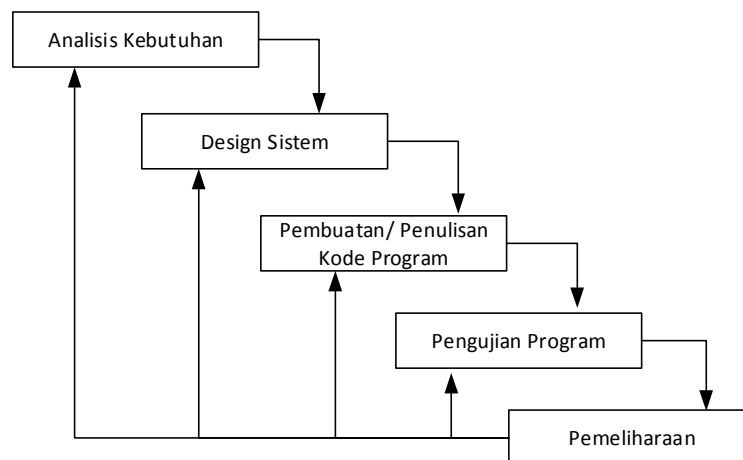 Analisis Kebutuhan
Design Sistem
Pembuatan/ Penulisan
Kode Program
Pengujian Program
Pemeliharaan